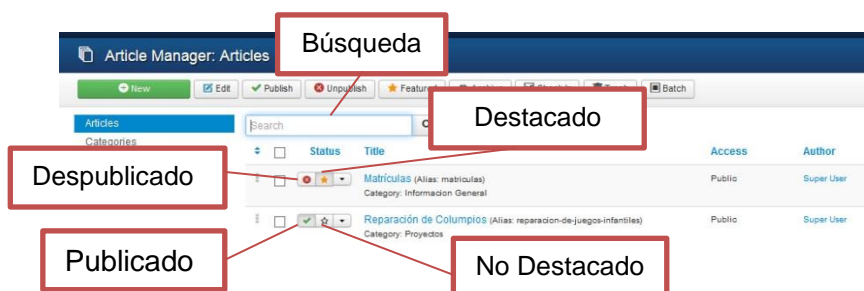 Búsqueda
Article Manager: Articles
New Edit Publish Unpublish Featured Batch
Articles
Search
Destacado
Categories
Status Title Access Author
Despublicado
Matrículas (Alias: matriculas) Public Super User
Category: Informacion General
Reparación de Columpios (Alias: reparacion-de-juegos-infantiles) Public Super User
Category: Proyectos
Publicado
No Destacado